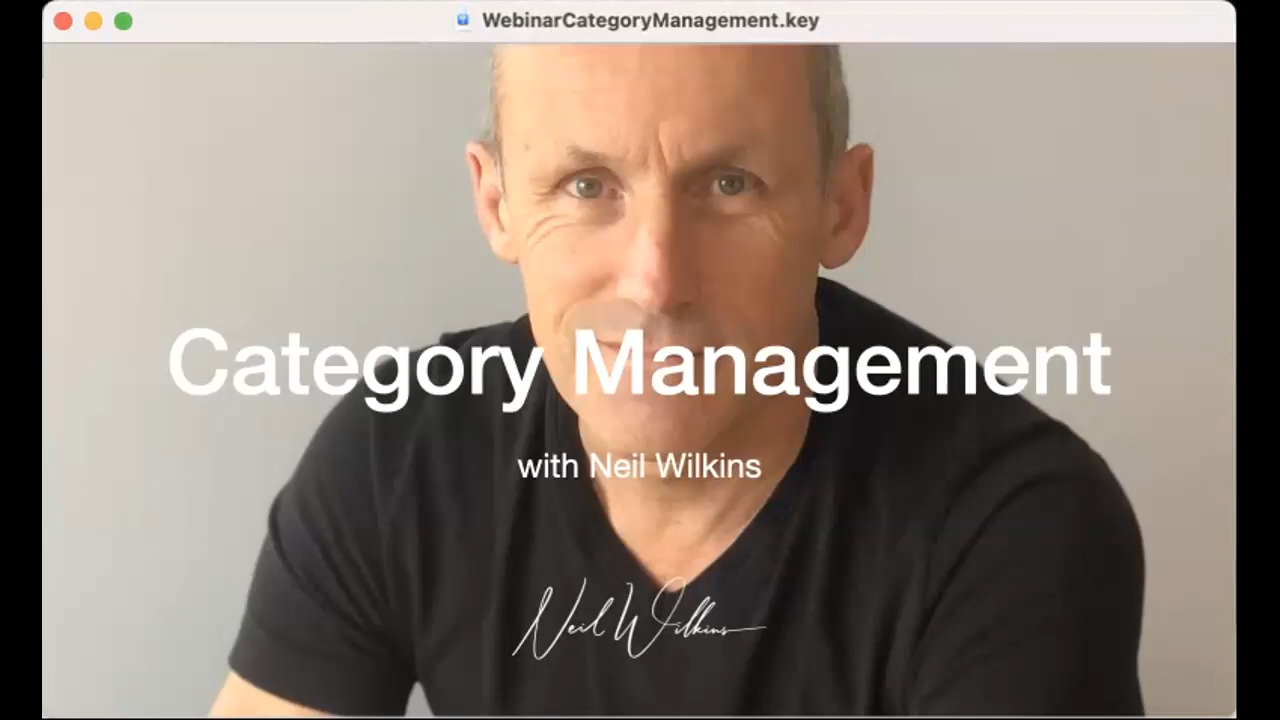 WebinarCategoryManagement.key
Category Management
with Neil Wilkins
Neil Wilkins